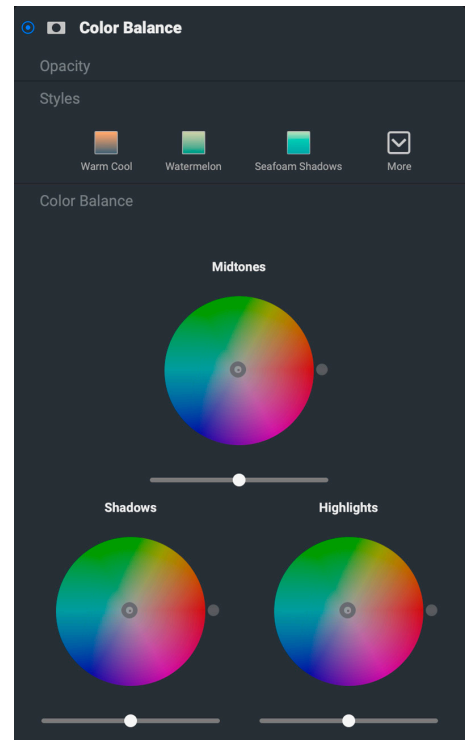 Color Balance
Opacity
Styles
Warm Cool Watermelon Seafoam Shadows More
Color Balance
Midtones
Shadows Highlights